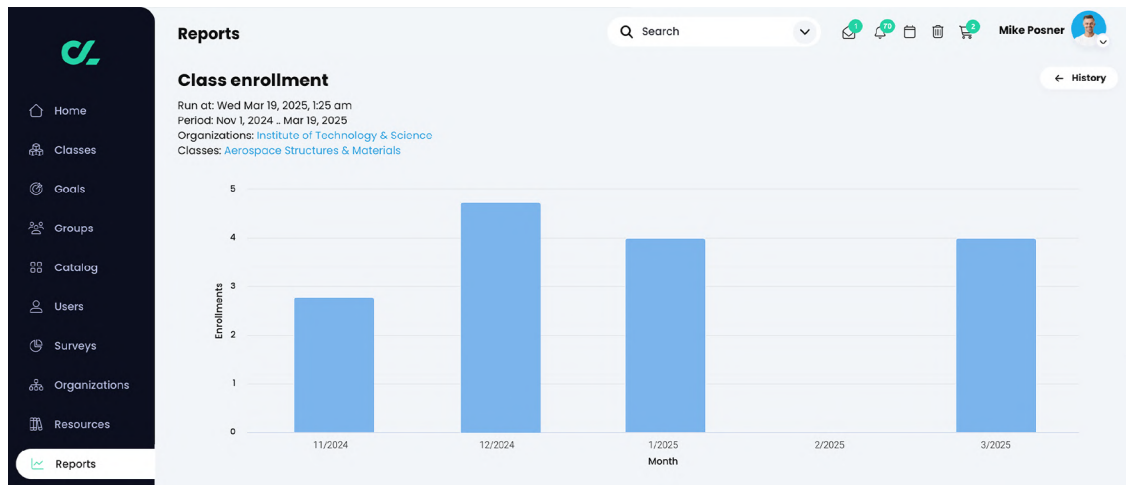 Reports
Search
1
70
2
Mike Posner
Class enrollment
← History
Run at: Wed Mar 19, 2025, 1:25 am
Period: Nov 1, 2024 .. Mar 19, 2025
Organizations: Institute of Technology & Science
Classes: Aerospace Structures & Materials
Home
Classes
Goals
Groups
Catalog
Users
Surveys
Organizations
Resources
Reports
5
4
3
2
1
0
Enrollments
11/2024
12/2024
1/2025
2/2025
3/2025
Month